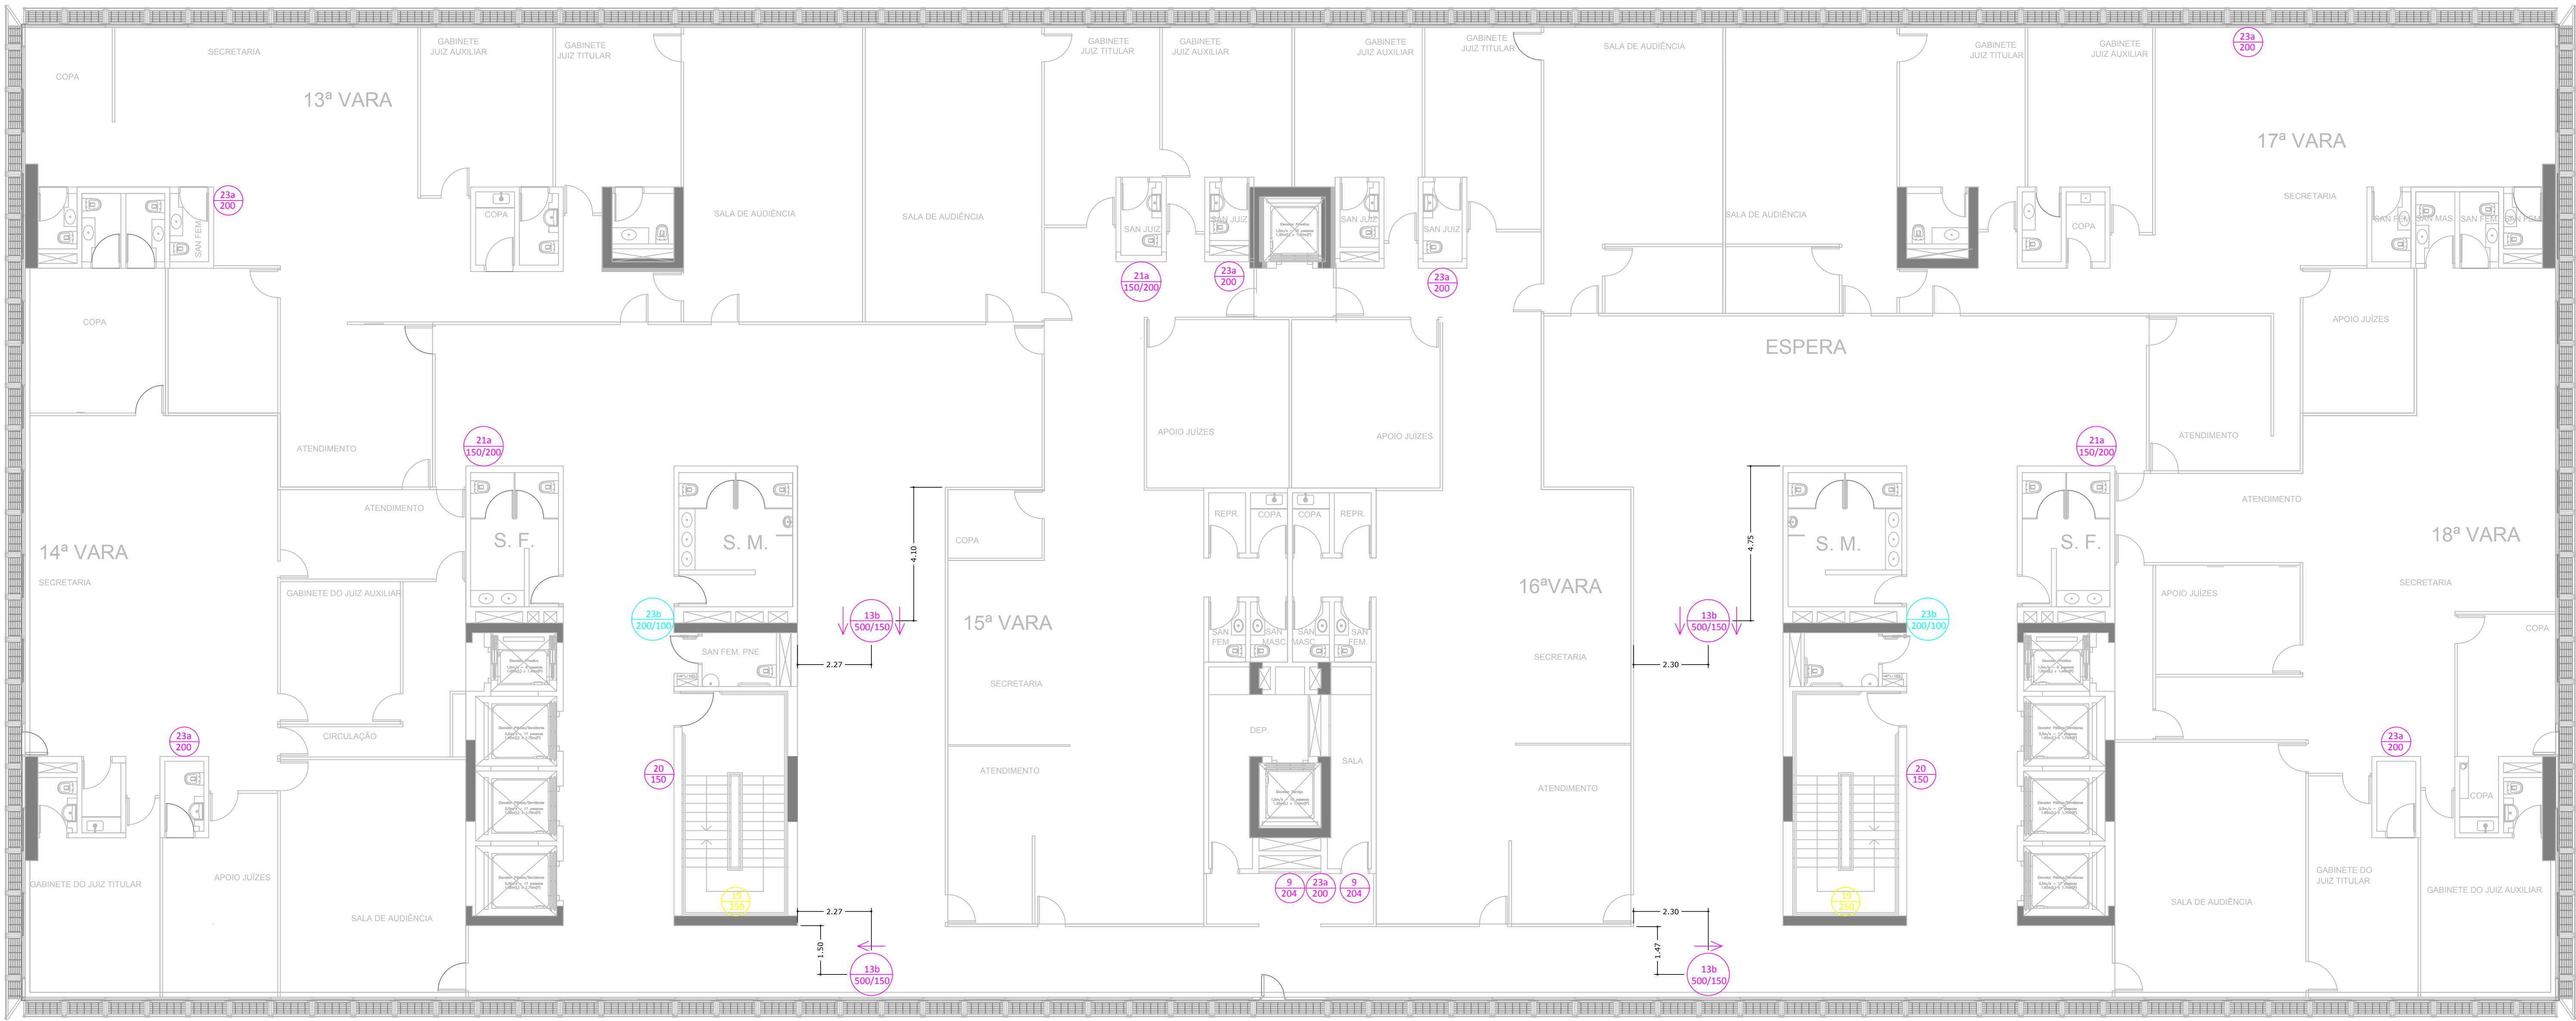 SECRETARIA
COPA
13ª VARA
GABINETE
JUIZ AUXILIAR
GABINETE
JUIZ TITULAR
SALA DE AUDIÊNCIA
SALA DE AUDIÊNCIA
GABINETE
JUIZ TITULAR
GABINETE
JUIZ AUXILIAR
GABINETE
JUIZ AUXILIAR
GABINETE
JUIZ TITULAR
SALA DE AUDIÊNCIA
SALA DE AUDIÊNCIA
GABINETE
JUIZ TITULAR
GABINETE
JUIZ AUXILIAR
23a
200
17ª VARA
SECRETARIA
23a
200
SAN FEM.
COPA
SAN JUIZ
SAN JUIZ
SAN JUIZ
SAN JUIZ
COPA
SAN FEM.
SAN MAS.
SAN FEM.
SAN FEM.
21a
150/200
23a
200
23a
200
COPA
ESPERA
APOIO JUÍZES
ATENDIMENTO
21a
150/200
APOIO JUÍZES
APOIO JUÍZES
21a
150/200
ATENDIMENTO
ATENDIMENTO
ATENDIMENTO
14ª VARA
SECRETARIA
S. F.
S. M.
4.10
COPA
REPR.
COPA
COPA
REPR.
4.75
S. M.
S. F.
18ª VARA
SECRETARIA
GABINETE DO JUIZ AUXILIAR
23b
200/100
13b
500/150
15ª VARA
16ªVARA
13b
500/150
23b
200/100
APOIO JUÍZES
COPA
SAN
FEM.
SAN
MASC.
SAN
MASC.
SAN
FEM.
SAN FEM. PNE
2.27
SECRETARIA
SECRETARIA
2.30
CIRCULAÇÃO
23a
200
20
150
DEP.
SALA
ATENDIMENTO
ATENDIMENTO
20
150
23a
200
COPA
GABINETE DO JUIZ TITULAR
APOIO JUÍZES
SALA DE AUDIÊNCIA
19
250
2.27
1.50
13b
500/150
9
204
23a
200
9
204
2.30
1.47
13b
500/150
19
250
SALA DE AUDIÊNCIA
GABINETE DO
JUIZ TITULAR
GABINETE DO JUIZ AUXILIAR